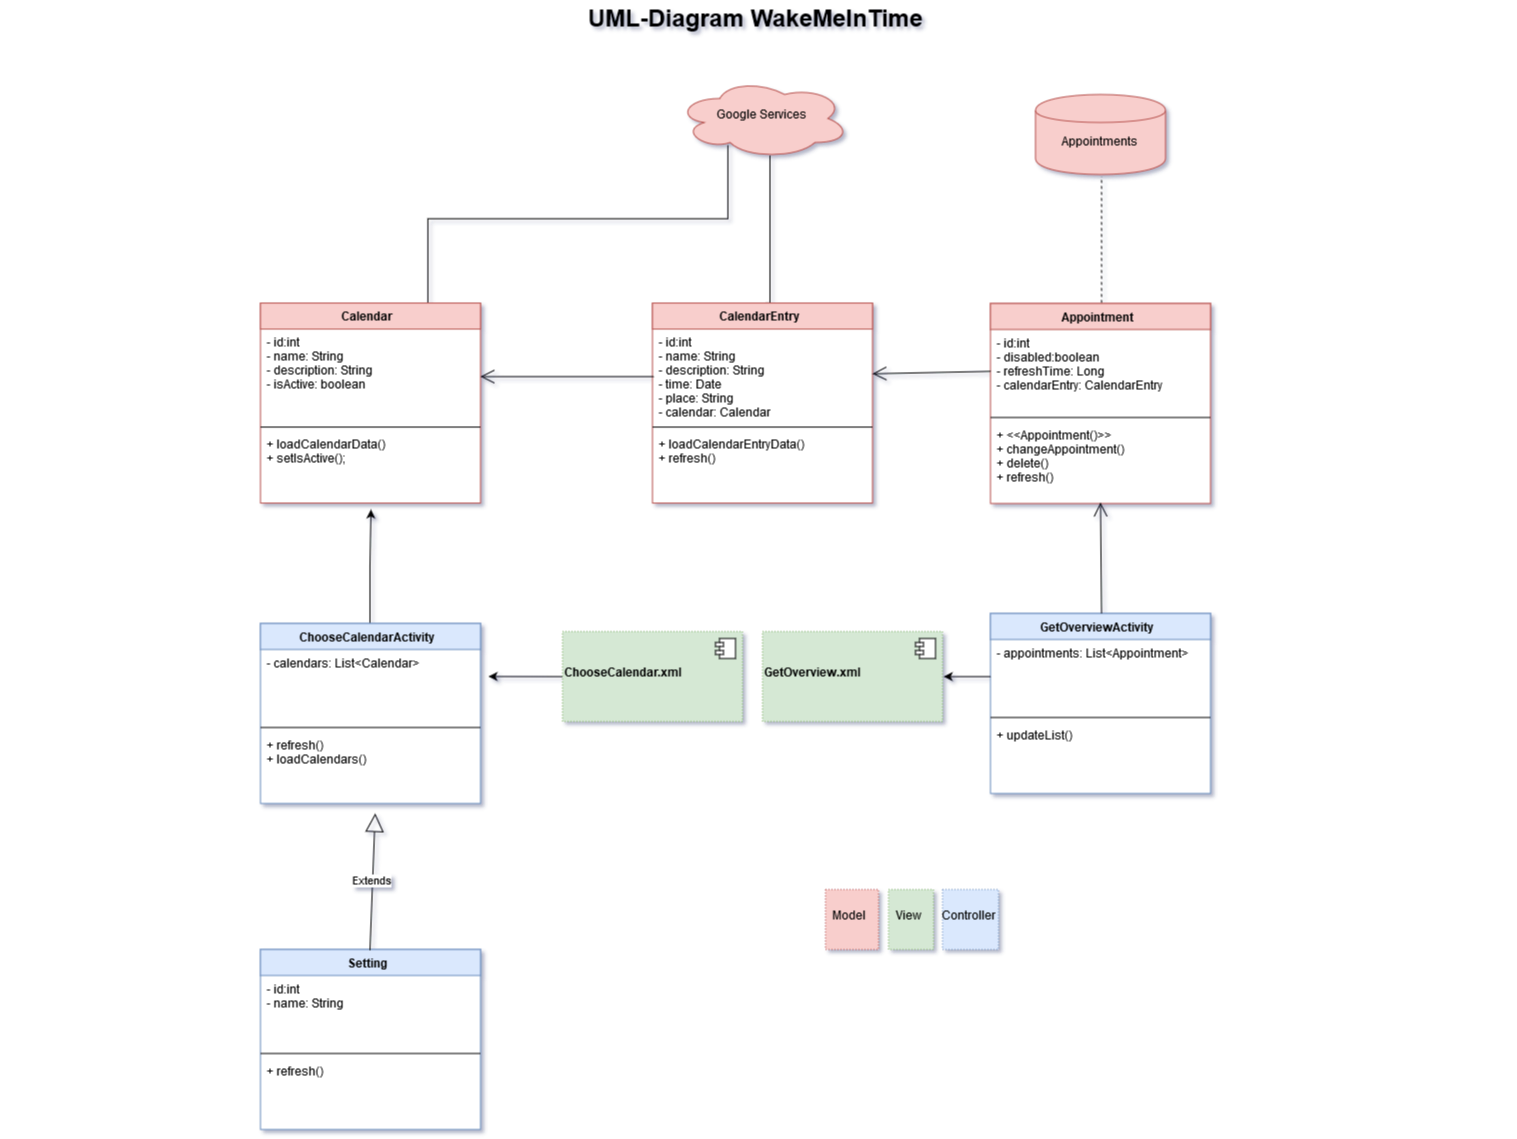 UML-Diagram WakeMeInTime
Google Services
Appointments
Calendar
- id:int
- name: String
- description: String
- isActive: boolean
+ loadCalendarData()
+ setIsActive();
CalendarEntry
- id:int
- name: String
- description: String
- time: Date
- place: String
- calendar: Calendar
+ loadCalendarEntryData()
+ refresh()
Appointment
- id:int
- disabled:boolean
- refreshTime: Long
- calendarEntry: CalendarEntry
+ <<Appointment()>>
+ changeAppointment()
+ delete()
+ refresh()
ChooseCalendarActivity
- calendars: List<Calendar>
+ refresh()
+ loadCalendars()
ChooseCalendar.xml
GetOverview.xml
GetOverviewActivity
- appointments: List<Appointment>
+ updateList()
Extends
Setting
- id:int
- name: String
+ refresh()
Model
View
Controller